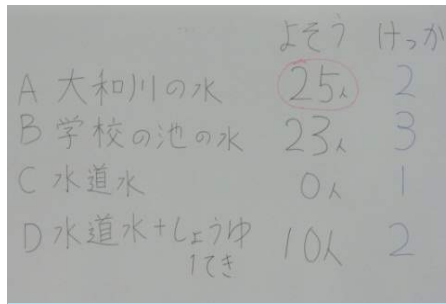 よそう けっか
A 大和川の水 25人 2
B 学校の池の水 23人 3
C 水道水 0人 1
D 水道水+しょうゆ 10人 2
1てき